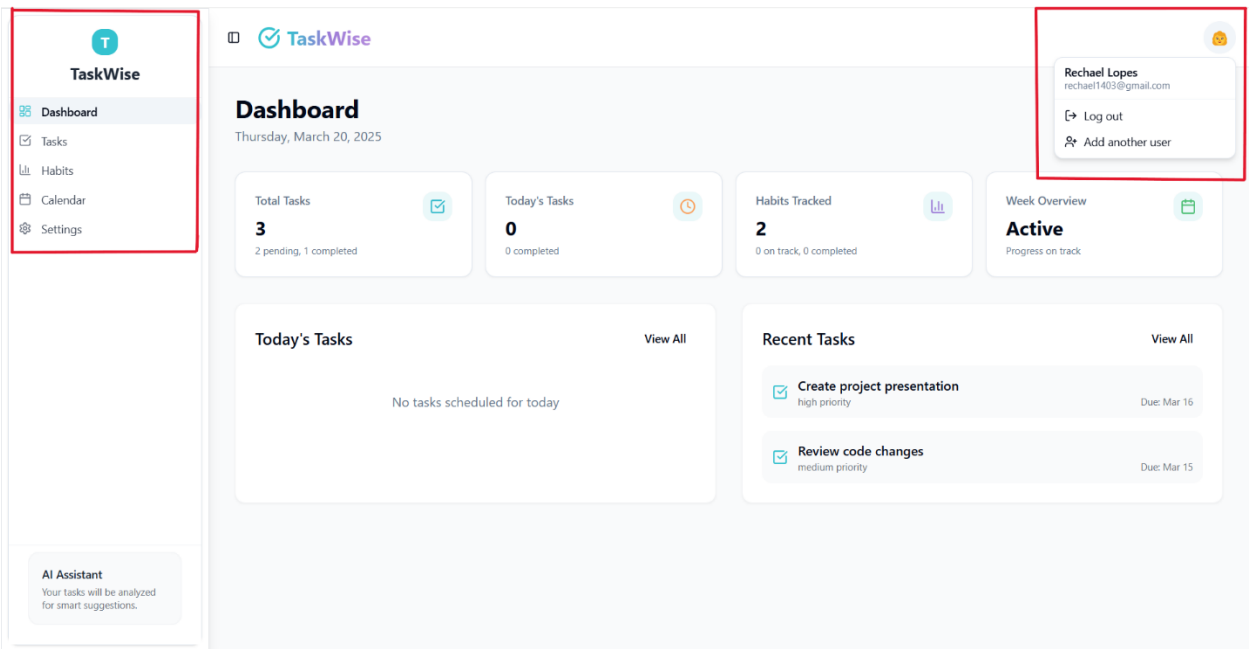 T
TaskWise
Dashboard
Tasks
Habits
Calendar
Settings
AI Assistant
Your tasks will be analyzed
for smart suggestions.
TaskWise
Rechael Lopes
rechael1403@gmail.com
Log out
Add another user
Dashboard
Thursday, March 20, 2025
Total Tasks
3
2 pending, 1 completed
Today's Tasks
0
0 completed
Habits Tracked
2
0 on track, 0 completed
Week Overview
Active
Progress on track
Today's Tasks
View All
No tasks scheduled for today
Recent Tasks
View All
Create project presentation
high priority
Due: Mar 16
Review code changes
medium priority
Due: Mar 15